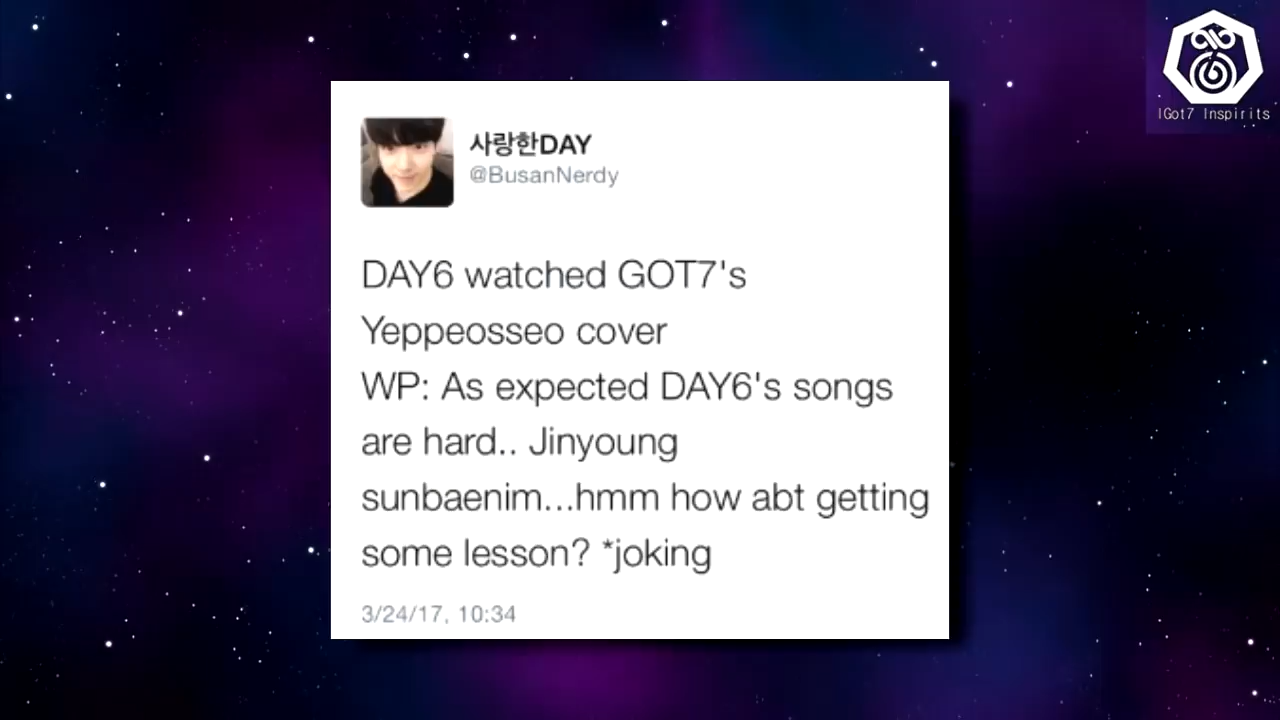 IGot7 Inspirits
사랑한DAY
@BusanNerdy
DAY6 watched GOT7's
Yeppeosseo cover
WP: As expected DAY6's songs
are hard.. Jinyoung
sunbaenim...hmm how abt getting
some lesson? *joking
3/24/17, 10:34